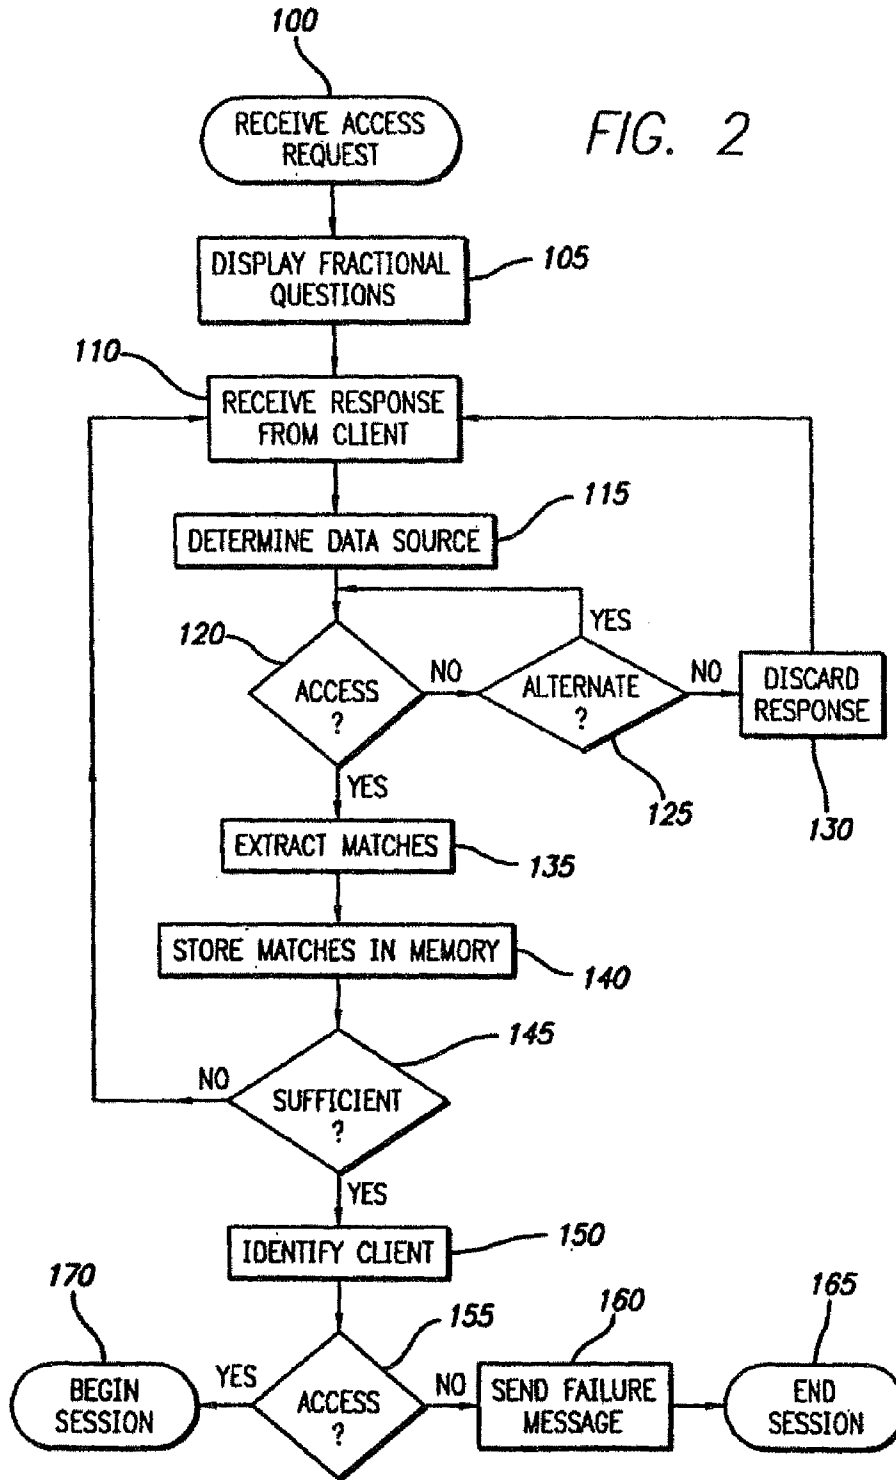 100
RECEIVE ACCESS
REQUEST
FIG. 2
DISPLAY FRACTIONAL
QUESTIONS
105
110
RECEIVE RESPONSE
FROM CLIENT
115
DETERMINE DATA SOURCE
120
ACCESS
?
NO
YES
ALTERNATE
?
125
NO
DISCARD
RESPONSE
130
YES
EXTRACT MATCHES
135
STORE MATCHES IN MEMORY
140
145
SUFFICIENT
?
NO
YES
IDENTIFY CLIENT
150
155
ACCESS
?
YES
170
BEGIN
SESSION
NO
160
SEND FAILURE
MESSAGE
165
END
SESSION